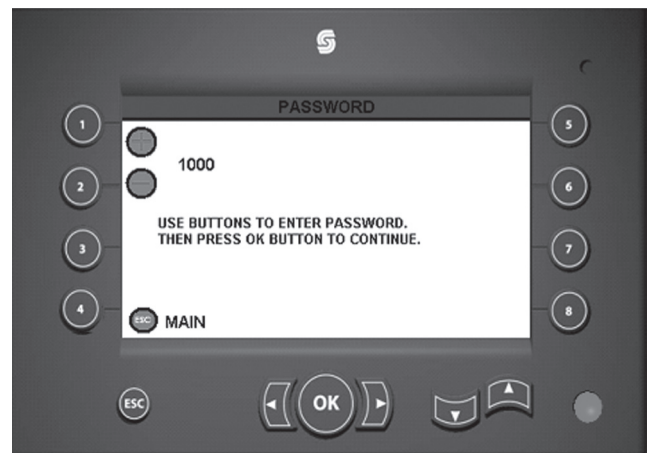 PASSWORD
1
5
1000
2
6
USE BUTTONS TO ENTER PASSWORD.
THEN PRESS OK BUTTON TO CONTINUE.
3
7
4
esc MAIN
8
ESC
OK